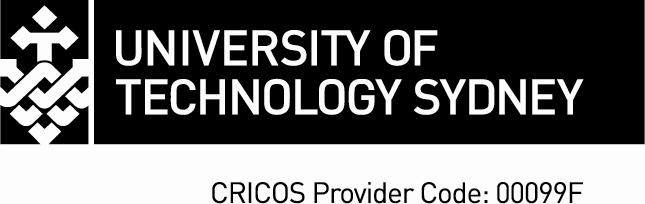 UNIVERSITY OF
TECHNOLOGY SYDNEY
CRICOS Provider Code: 00099F